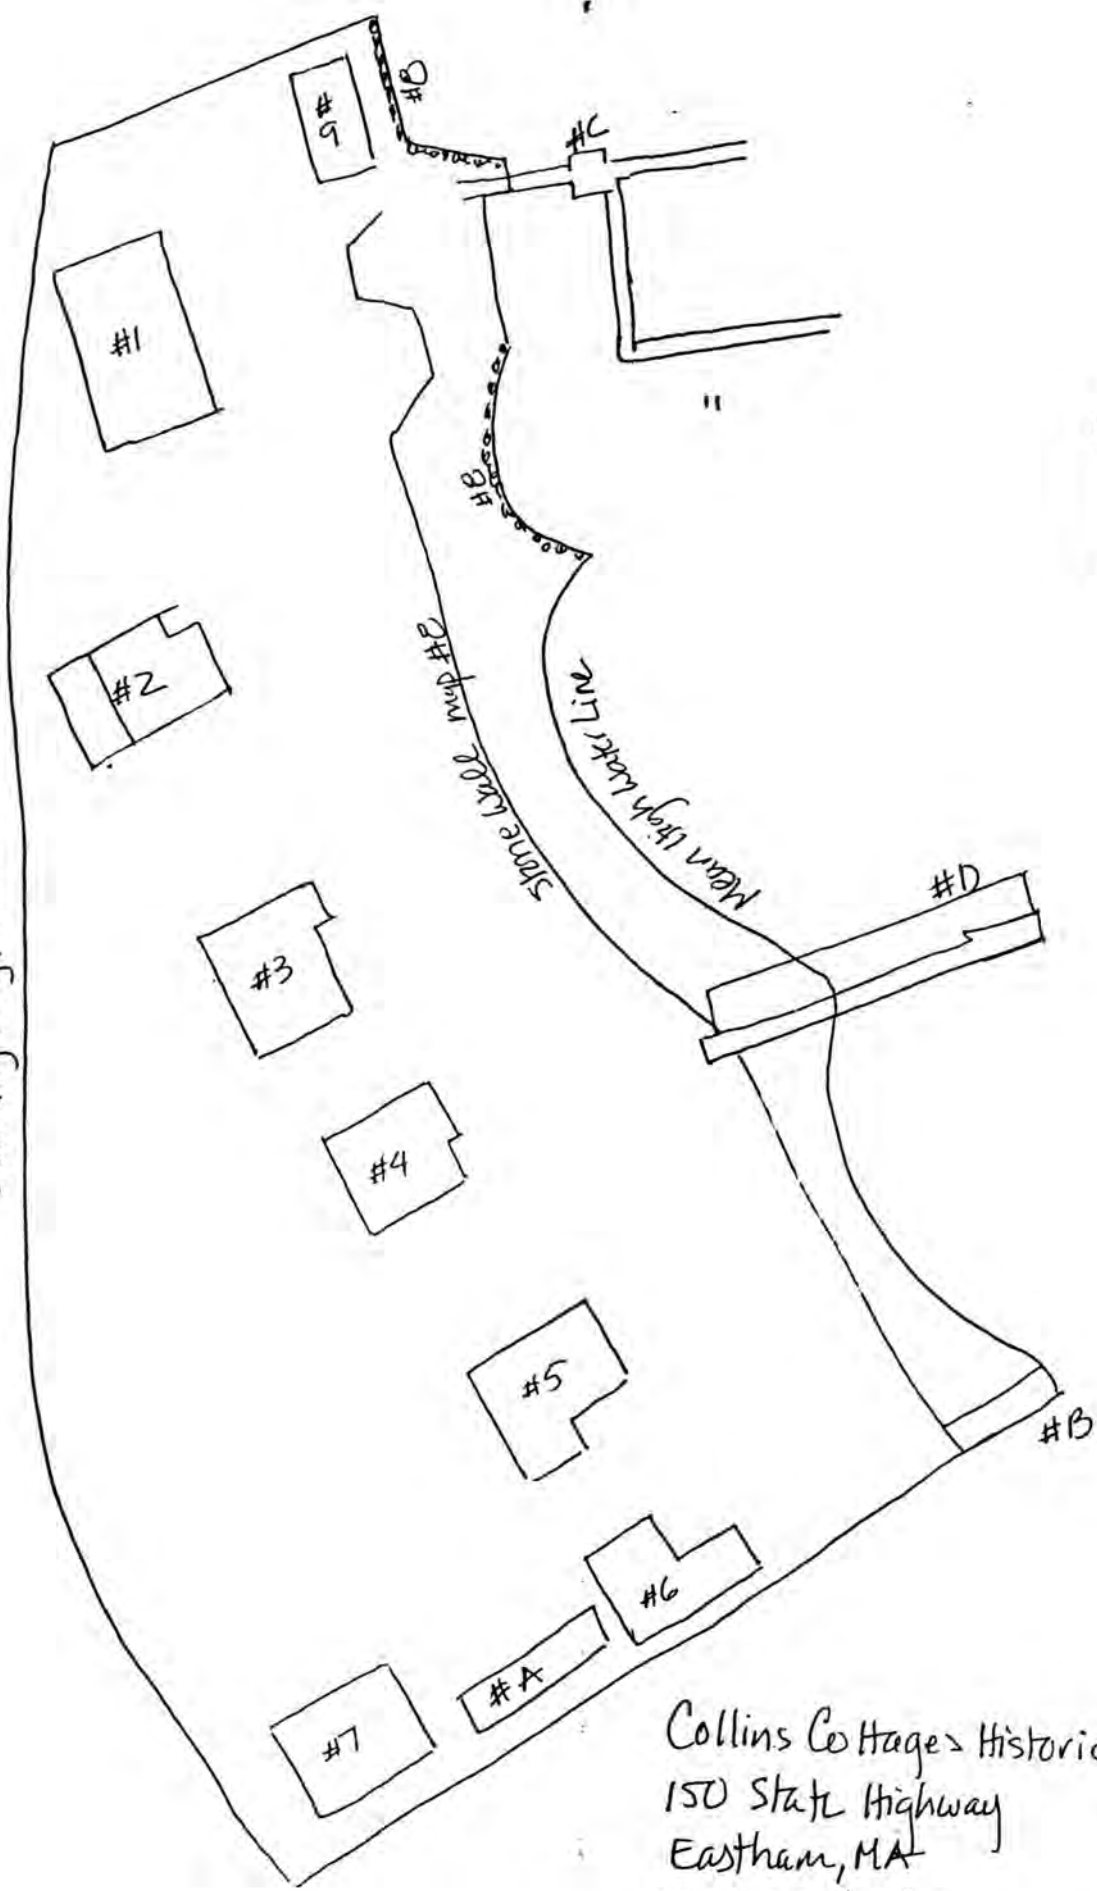 #9
#8
#C
#1
"
#8
#2
Stone Wall map #8
Mean High Water Line
#D
#3
#4
#5
#B
#6
#A
#7
Collins Cottages Historic
150 State Highway
Eastham, MA